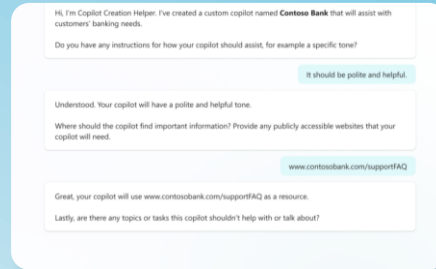 Hi, I'm Copilot Creation Helper. I've created a custom copilot named Contoso Bank that will assist with
customers' banking needs.
Do you have any instructions for how your copilot should assist, for example a specific tone?
It should be polite and helpful.
Understood. Your copilot will have a polite and helpful tone.
Where should the copilot find important information? Provide any publicly accessible websites that your
copilot will need.
www.contosobank.com/supportFAQ
Great, your copilot will use www.contosobank.com/supportFAQ as a resource.
Lastly, are there any topics or tasks this copilot shouldn't help with or talk about?